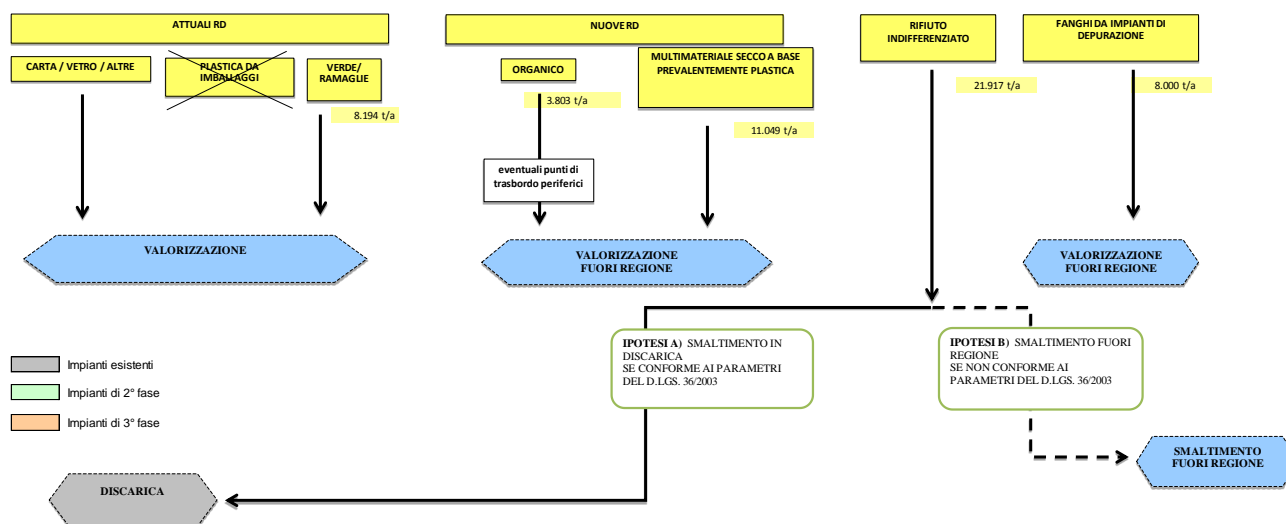 ATTUALI RD
CARTA / VETRO / ALTRE
PLASTICA DA
IMBALLAGGI
VERDE/
RAMAGLIE
8.194 t/a
VALORIZZAZIONE
NUOVE RD
ORGANICO
3.803 t/a
MULTIMATERIALE SECCO A BASE
PREVALENTEMENTE PLASTICA
11.049 t/a
eventuali punti di
trasbordo periferici
VALORIZZAZIONE
FUORI REGIONE
RIFIUTO
INDIFFERENZIATO
21.917 t/a
FANGHI DA IMPIANTI DI
DEPURAZIONE
8.000 t/a
VALORIZZAZIONE
FUORI REGIONE
IPOTESI A) SMALTIMENTO IN
DISCARICA
SE CONFORME AI PARAMETRI
DEL D.LGS. 36/2003
IPOTESI B) SMALTIMENTO FUORI
REGIONE
SE NON CONFORME AI
PARAMETRI DEL D.LGS. 36/2003
Impianti esistenti
Impianti di 2° fase
Impianti di 3° fase
SMALTIMENTO
FUORI REGIONE
DISCARICA